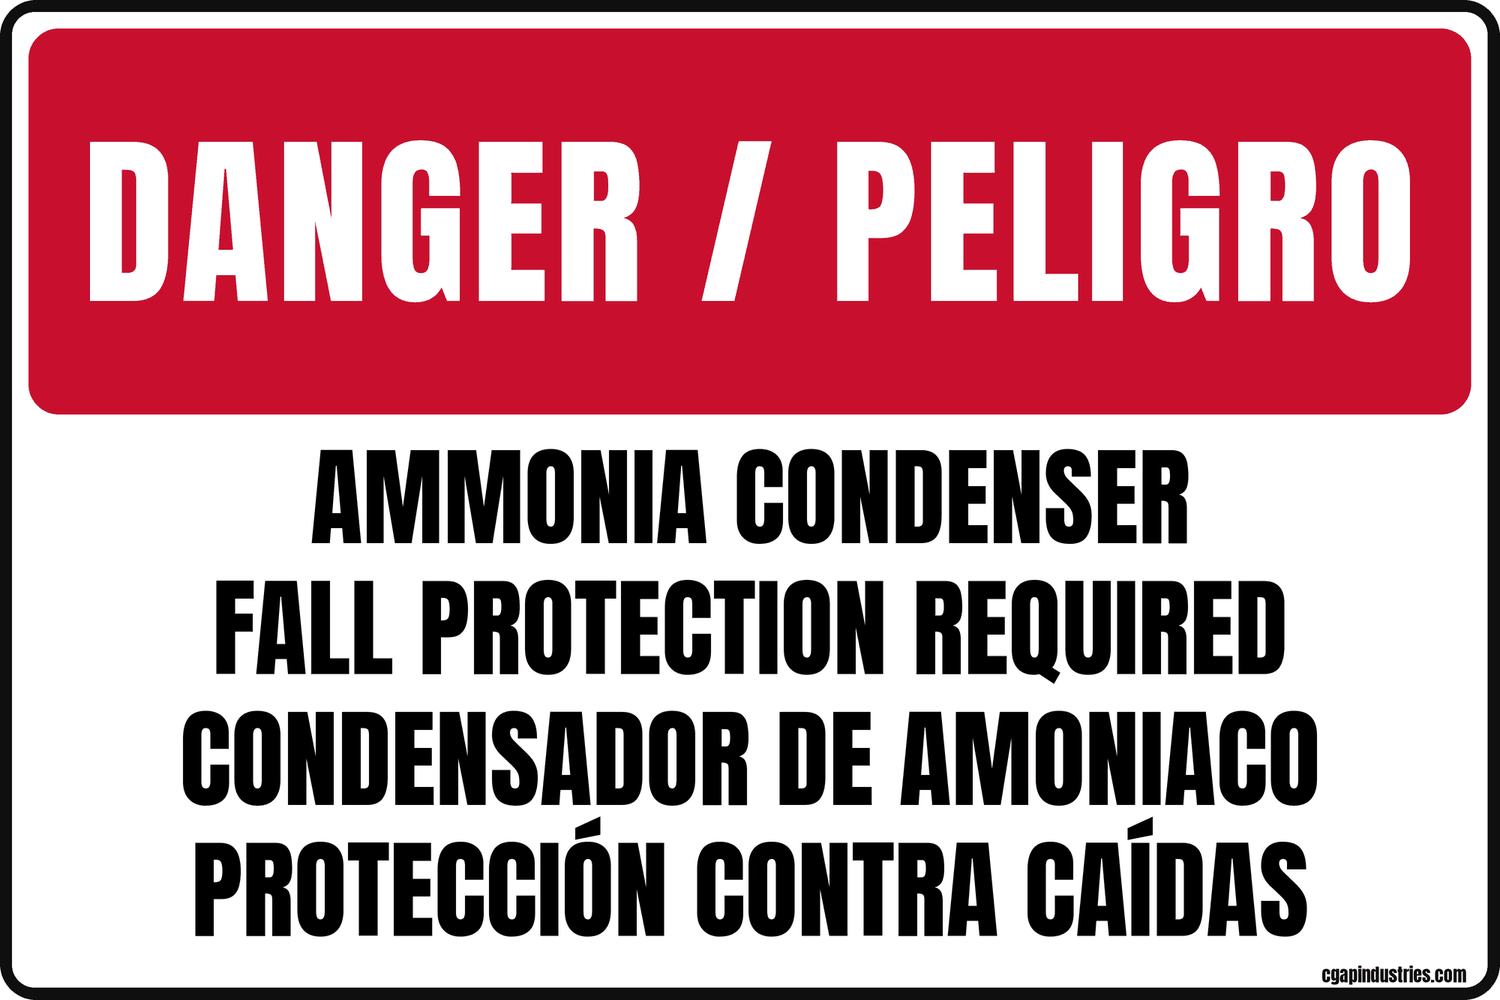 DANGER / PELIGRO
AMMONIA CONDENSER
FALL PROTECTION REQUIRED
CONDENSADOR DE AMONIACO
PROTECCIÓN CONTRA CAÍDAS
cgapindustries.com